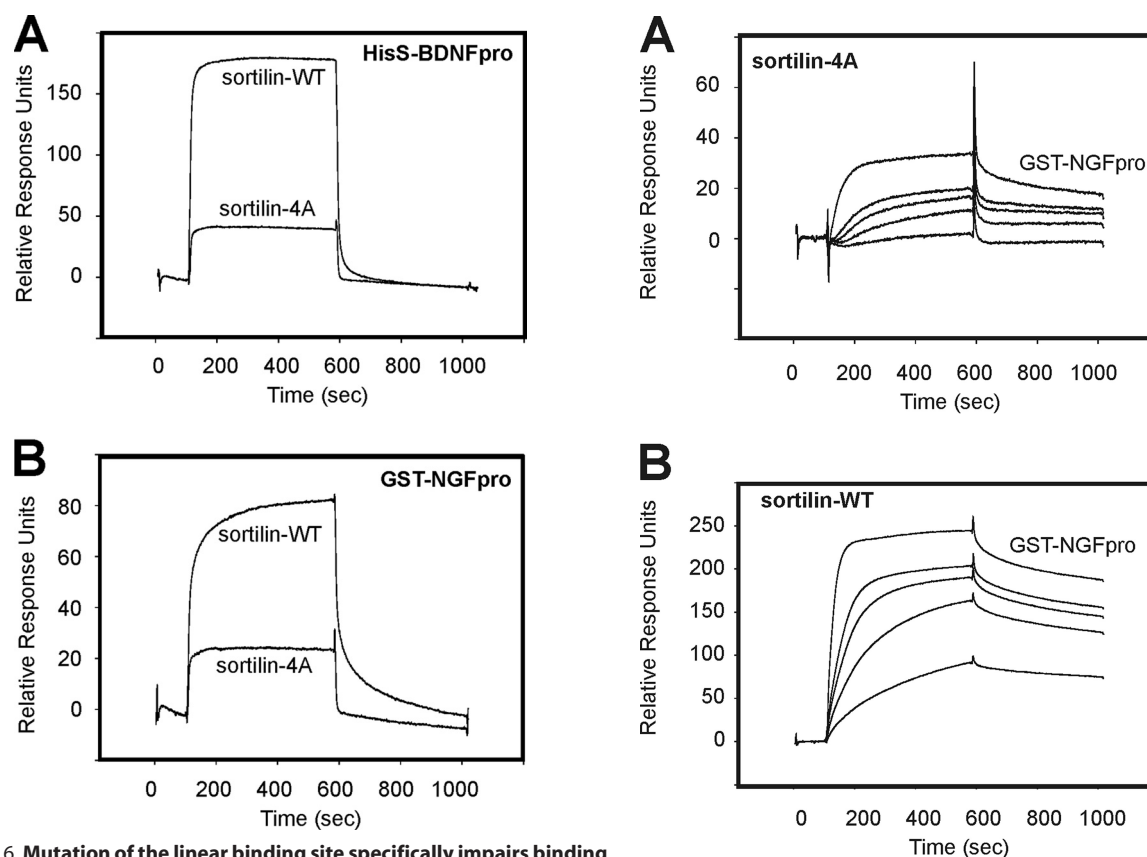 A
HisS-BDNFpro
sortilin-WT
sortilin-4A
Relative Response Units
150
100
50
0
0 200 400 600 800 1000
Time (sec)
B
GST-NGFpro
sortilin-WT
sortilin-4A
Relative Response Units
80
60
40
20
0
0 200 400 600 800 1000
Time (sec)
6 Mutation of the linear binding site specifically impairs binding
A
sortilin-4A
GST-NGFpro
Relative Response Units
60
40
20
0
0 200 400 600 800 1000
Time (sec)
B
sortilin-WT
GST-NGFpro
Relative Response Units
250
200
150
100
50
0
0 200 400 600 800 1000
Time (sec)